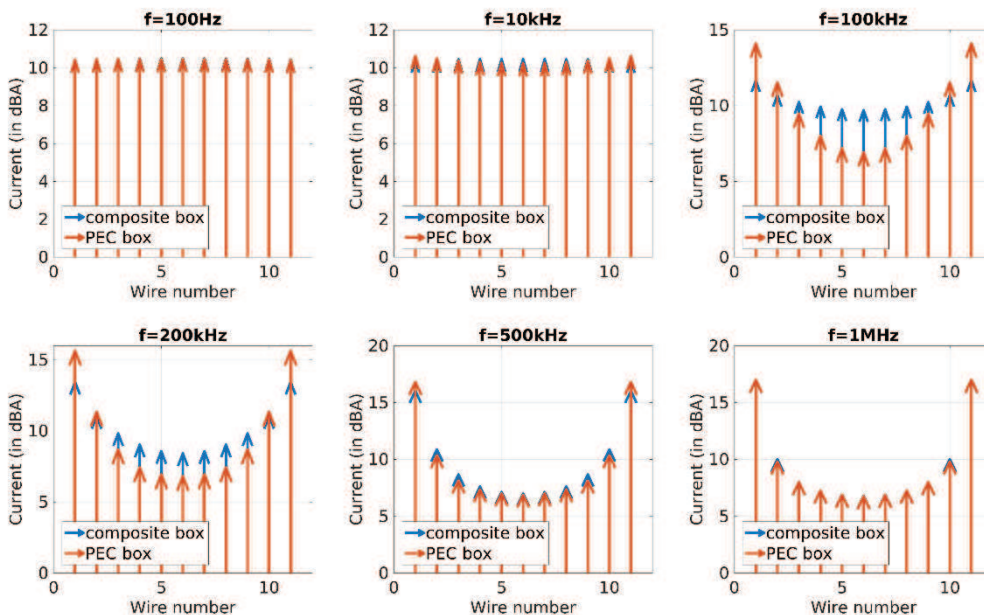 f=100Hz
Current (in dBA)
12
10
8
6
4
2
0
composite box
PEC box
0 5 10
Wire number
f=10kHz
Current (in dBA)
12
10
8
6
4
2
0
composite box
PEC box
0 5 10
Wire number
f=100kHz
Current (in dBA)
15
10
5
0
composite box
PEC box
0 5 10
Wire number
f=200kHz
Current (in dBA)
15
10
5
0
composite box
PEC box
0 5 10
Wire number
f=500kHz
Current (in dBA)
20
15
10
5
0
composite box
PEC box
0 5 10
Wire number
f=1MHz
Current (in dBA)
20
15
10
5
0
composite box
PEC box
0 5 10
Wire number